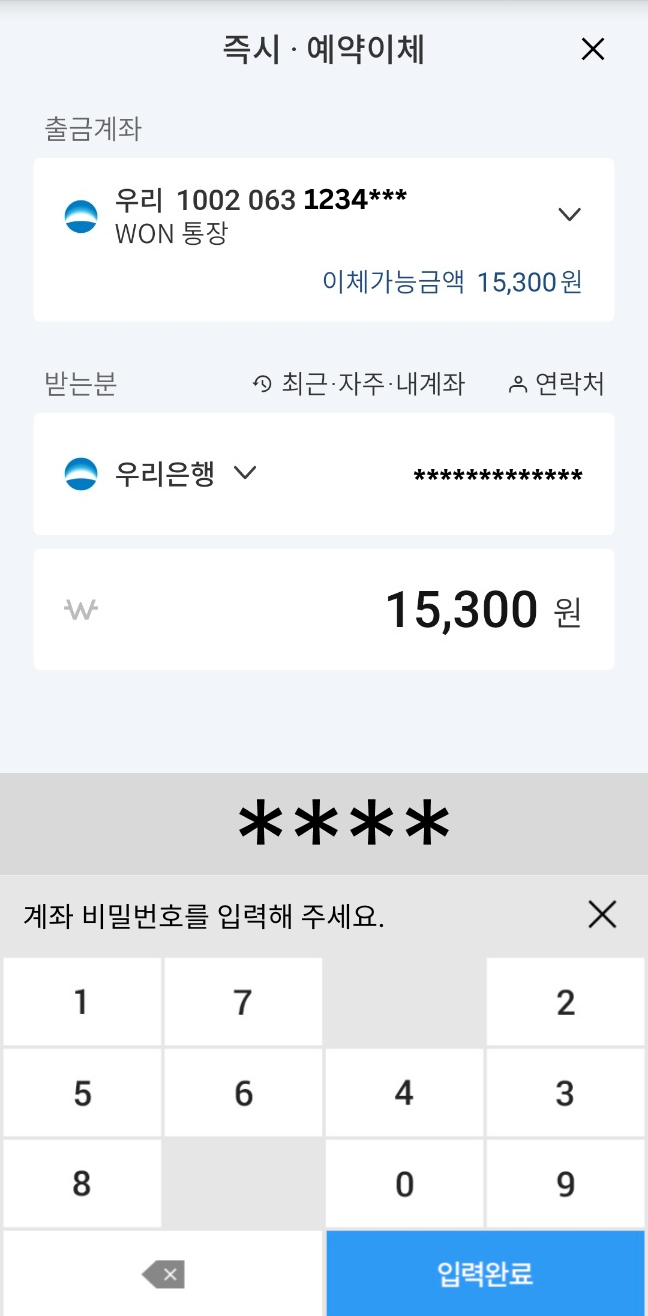 즉시 · 예약이체
출금계좌
우리 1002 063 1234***
WON 통장
이체가능금액 15,300원
받는분 최근·자주·내계좌 연락처
우리은행 *************
₩ 15,300 원
****
계좌 비밀번호를 입력해 주세요.
1 7 2
5 6 4 3
8 0 9
입력완료